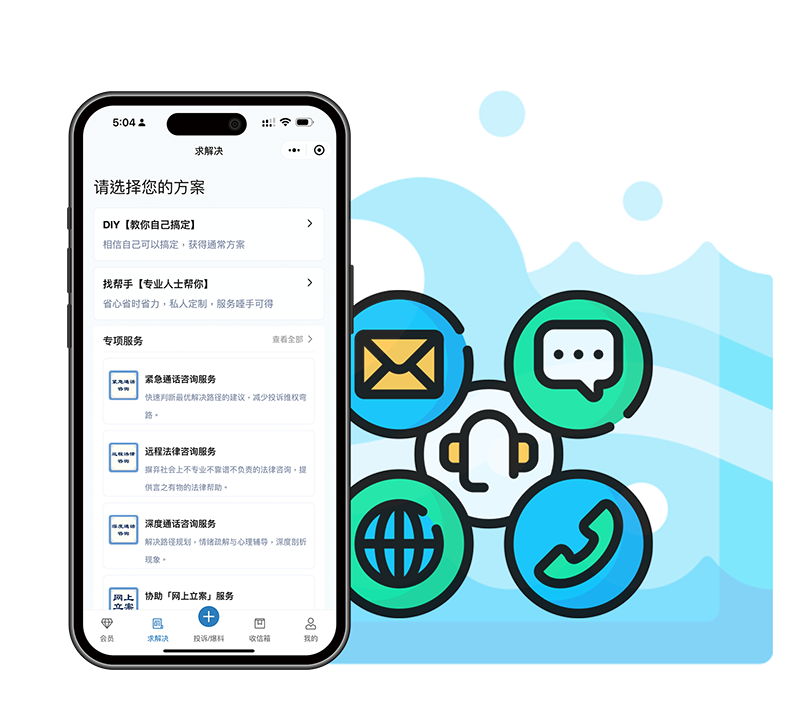 5:04
求解决
请选择您的方案
DIY【教你自己搞定】
相信自己可以搞定，获得通常方案
找帮手【专业人士帮你】
省心省时省力，私人定制，服务唾手可得
专项服务 查看全部
紧急通话
咨询
紧急通话咨询服务
快速判断最优解决路径的建议，减少投诉维权弯
路。
远程法律
咨询
远程法律咨询服务
摒弃社会上不专业不靠谱不负责的法律咨询，提
供言之有物的法律帮助。
深度通话
咨询
深度通话咨询服务
解决路径规划，情绪疏解与心理辅导，深度剖析
现象。
网上
立案
协助「网上立案」服务
会员 求解决 投诉/爆料 收信箱 我的